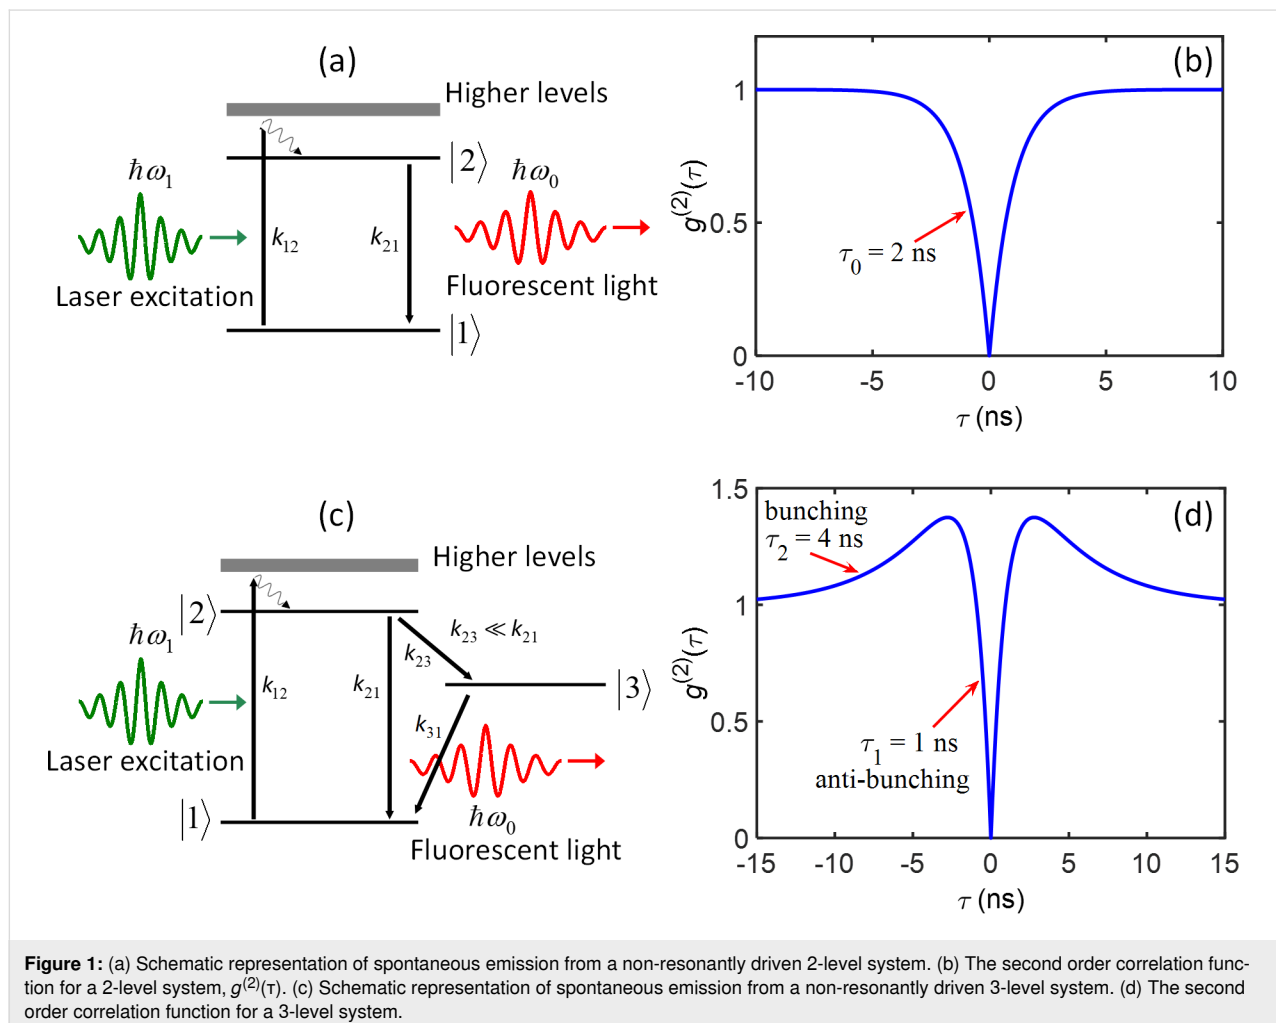 (a)
Higher levels
|2⟩
ħω₁
ħω₀
k₁₂
k₂₁
Laser excitation
Fluorescent light
|1⟩
(b)
1
0.5
0
g⁽²⁾(τ)
τ₀ = 2 ns
-10 -5 0 5 10
τ (ns)
(c)
Higher levels
|2⟩
ħω₁
k₂₃ ≪ k₂₁
k₂₃
k₁₂
k₂₁
|3⟩
k₃₁
Laser excitation
|1⟩
ħω₀
Fluorescent light
(d)
1.5
1
0.5
0
g⁽²⁾(τ)
bunching
τ₂ = 4 ns
τ₁ = 1 ns
anti-bunching
-15 -10 -5 0 5 10 15
τ (ns)
Figure 1: (a) Schematic representation of spontaneous emission from a non-resonantly driven 2-level system. (b) The second order correlation func-
tion for a 2-level system, g⁽²⁾(τ). (c) Schematic representation of spontaneous emission from a non-resonantly driven 3-level system. (d) The second
order correlation function for a 3-level system.